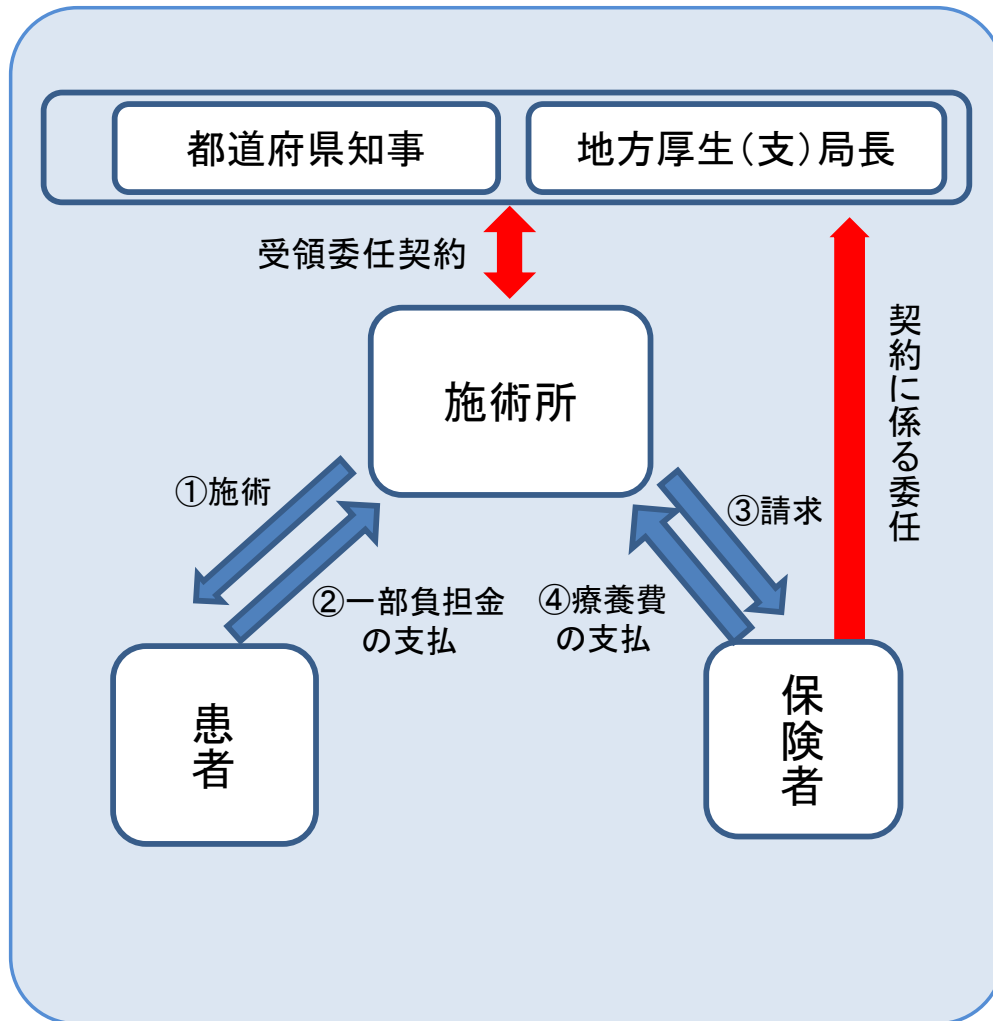 都道府県知事
地方厚生(支)局長
受領委任契約
契約に係る委任
施術所
①施術
③請求
②一部負担金
の支払
④療養費
の支払
患者
保険者